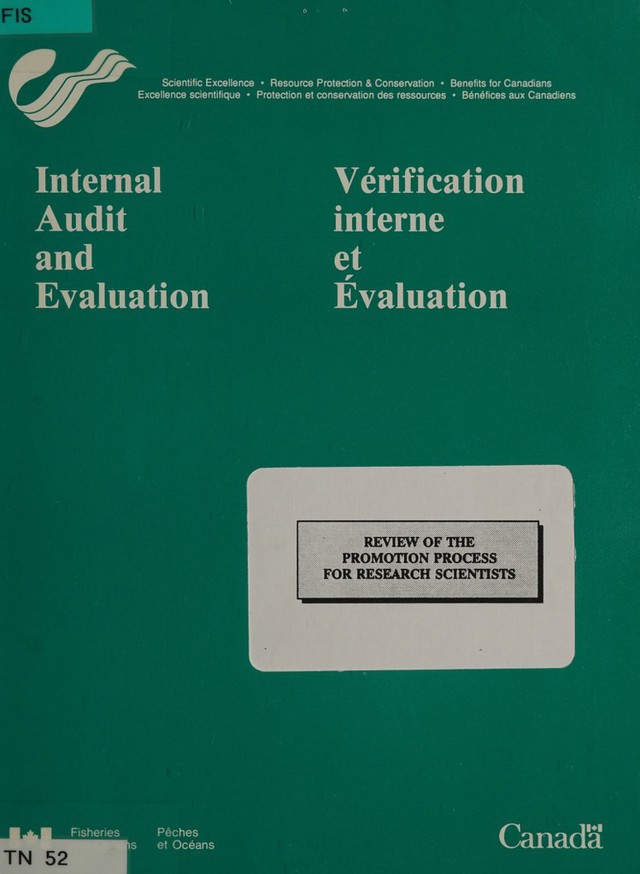 FIS
Scientific Excellence • Resource Protection & Conservation • Benefits for Canadians
Excellence scientifique • Protection et conservation des ressources • Bénéfices aux Canadiens
Internal
Audit
and
Evaluation
Vérification
interne
et
Évaluation
REVIEW OF THE
PROMOTION PROCESS
FOR RESEARCH SCIENTISTS
Fisheries
Pêches
et Océans
Canada
TN 52